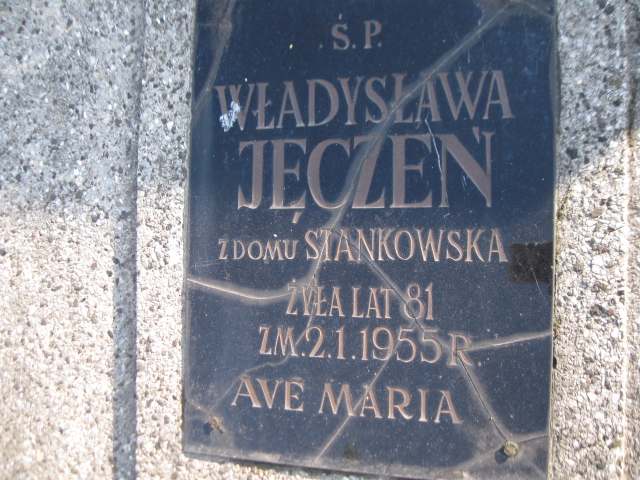 Ś.P.
WŁADYSŁAWA
JĘCZEŃ
Z DOMU STANKOWSKA
ŻYŁA LAT 81
ZM. 2.1.1955 R.
AVE MARIA